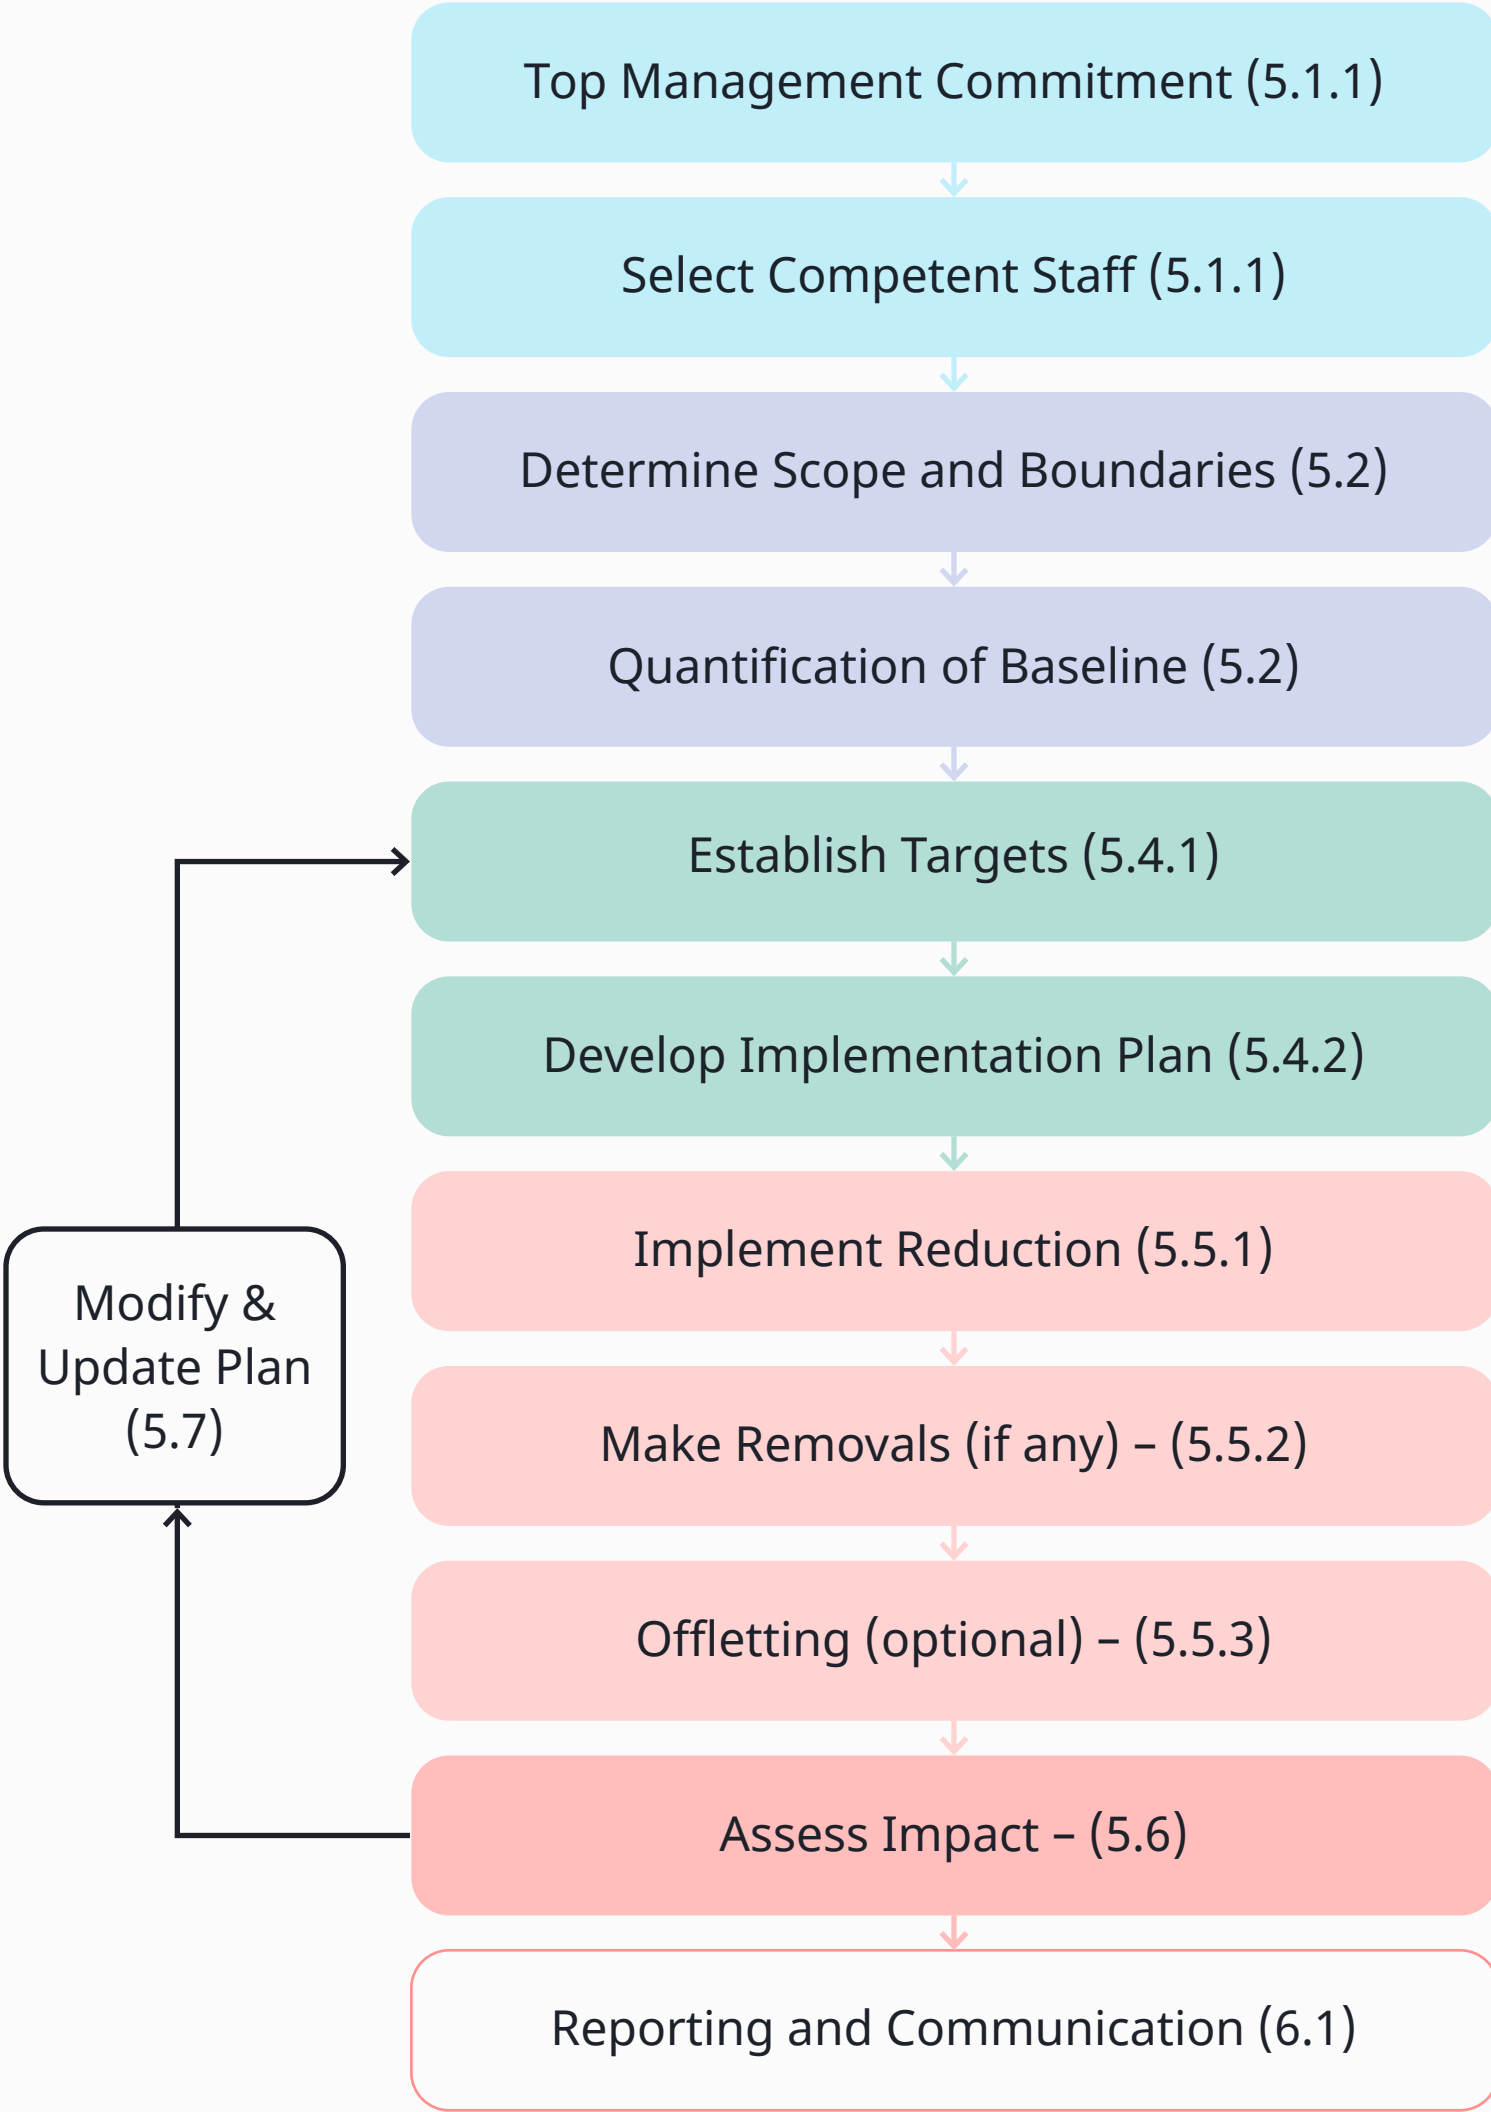 Top Management Commitment (5.1.1)
Select Competent Staff (5.1.1)
Determine Scope and Boundaries (5.2)
Quantification of Baseline (5.2)
Establish Targets (5.4.1)
Develop Implementation Plan (5.4.2)
Implement Reduction (5.5.1)
Modify &
Update Plan
(5.7)
Make Removals (if any) – (5.5.2)
Offletting (optional) – (5.5.3)
Assess Impact – (5.6)
Reporting and Communication (6.1)